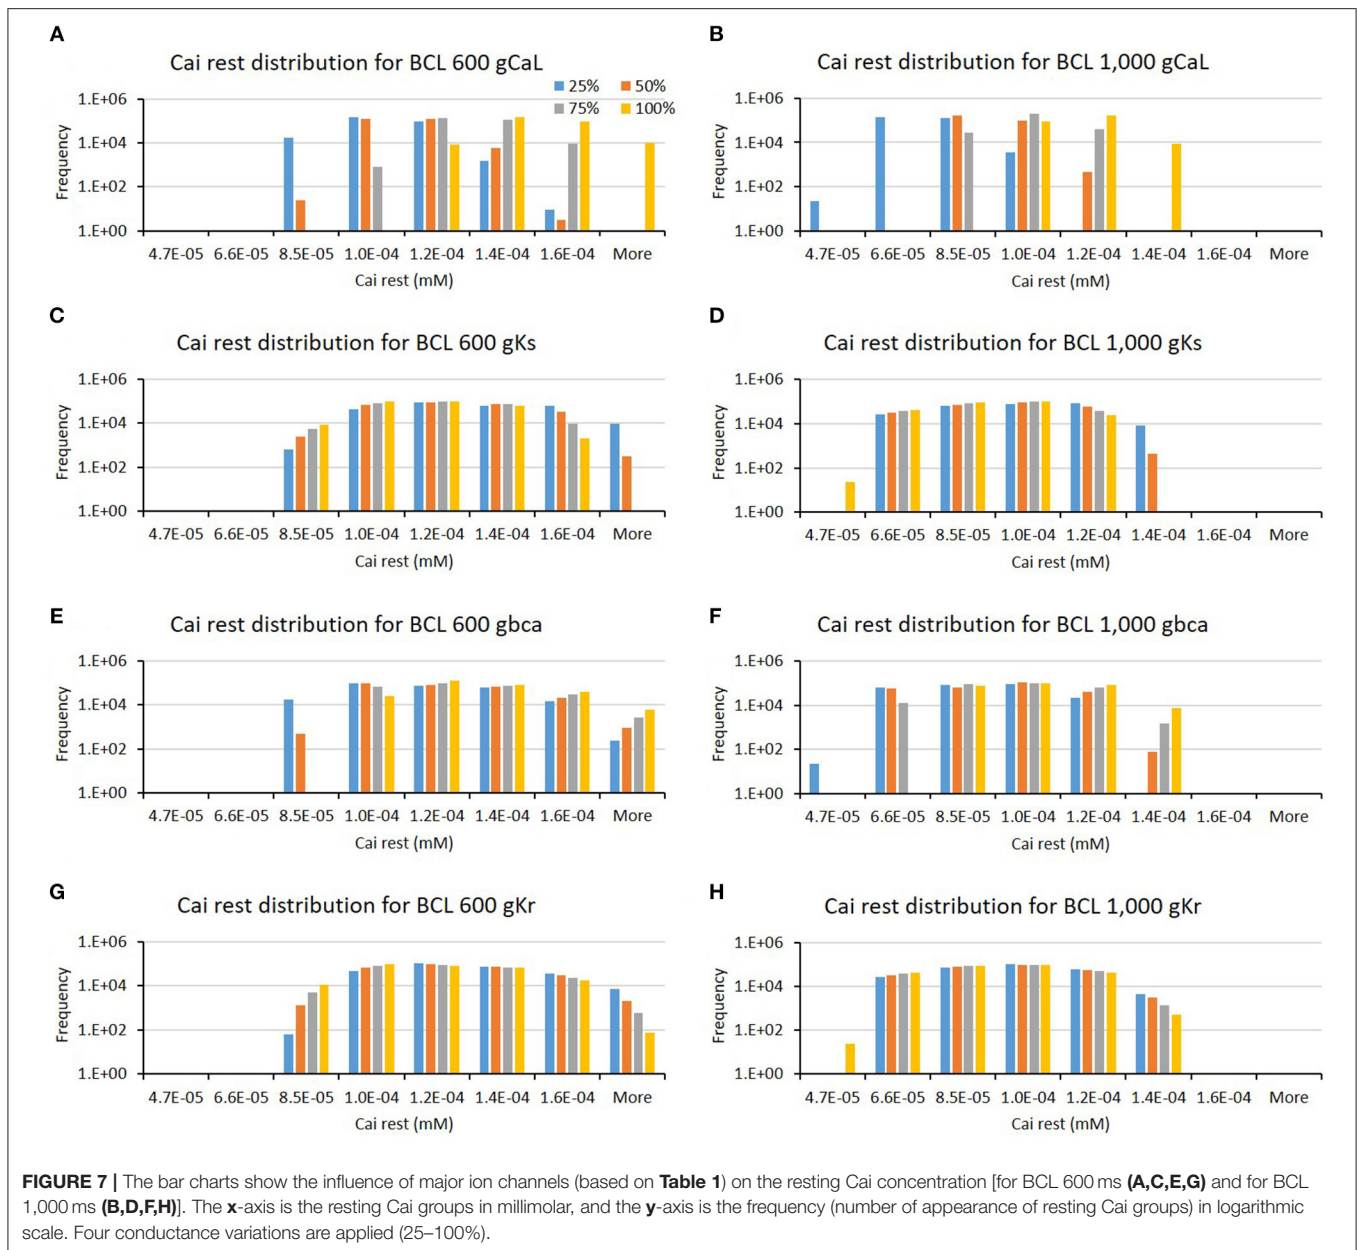 A
Cai rest distribution for BCL 600 gCaL
25% 50%
75% 100%
1.E+06
1.E+04
1.E+02
1.E+00
Frequency
4.7E-05 6.6E-05 8.5E-05 1.0E-04 1.2E-04 1.4E-04 1.6E-04 More
Cai rest (mM)
B
Cai rest distribution for BCL 1,000 gCaL
1.E+06
1.E+04
1.E+02
1.E+00
Frequency
4.7E-05 6.6E-05 8.5E-05 1.0E-04 1.2E-04 1.4E-04 1.6E-04 More
Cai rest (mM)
C
Cai rest distribution for BCL 600 gKs
1.E+06
1.E+04
1.E+02
1.E+00
Frequency
4.7E-05 6.6E-05 8.5E-05 1.0E-04 1.2E-04 1.4E-04 1.6E-04 More
Cai rest (mM)
D
Cai rest distribution for BCL 1,000 gKs
1.E+06
1.E+04
1.E+02
1.E+00
Frequency
4.7E-05 6.6E-05 8.5E-05 1.0E-04 1.2E-04 1.4E-04 1.6E-04 More
Cai rest (mM)
E
Cai rest distribution for BCL 600 gbca
1.E+06
1.E+04
1.E+02
1.E+00
Frequency
4.7E-05 6.6E-05 8.5E-05 1.0E-04 1.2E-04 1.4E-04 1.6E-04 More
Cai rest (mM)
F
Cai rest distribution for BCL 1,000 gbca
1.E+06
1.E+04
1.E+02
1.E+00
Frequency
4.7E-05 6.6E-05 8.5E-05 1.0E-04 1.2E-04 1.4E-04 1.6E-04 More
Cai rest (mM)
G
Cai rest distribution for BCL 600 gKr
1.E+06
1.E+04
1.E+02
1.E+00
Frequency
4.7E-05 6.6E-05 8.5E-05 1.0E-04 1.2E-04 1.4E-04 1.6E-04 More
Cai rest (mM)
H
Cai rest distribution for BCL 1,000 gKr
1.E+06
1.E+04
1.E+02
1.E+00
Frequency
4.7E-05 6.6E-05 8.5E-05 1.0E-04 1.2E-04 1.4E-04 1.6E-04 More
Cai rest (mM)
FIGURE 7 | The bar charts show the influence of major ion channels (based on Table 1) on the resting Cai concentration [for BCL 600 ms (A,C,E,G) and for BCL
1,000 ms (B,D,F,H)]. The x-axis is the resting Cai groups in millimolar, and the y-axis is the frequency (number of appearance of resting Cai groups) in logarithmic
scale. Four conductance variations are applied (25–100%).